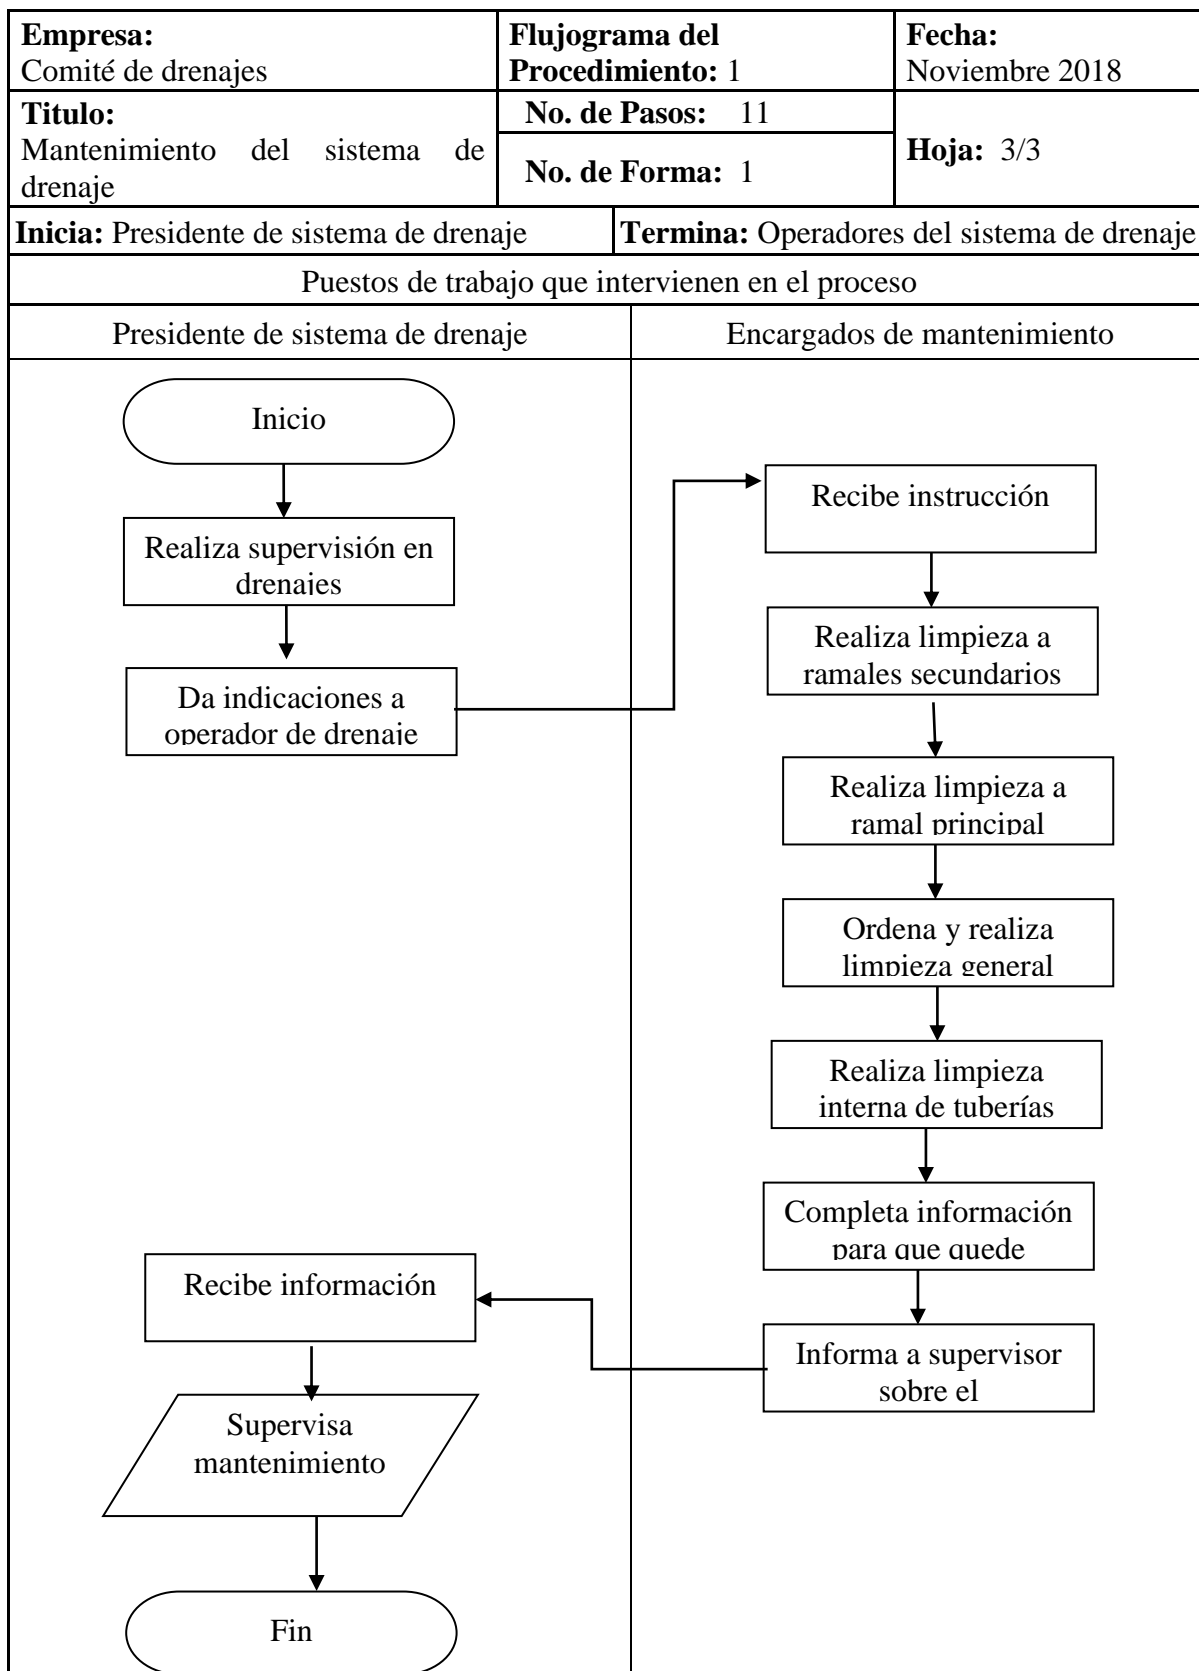 Empresa:
Comité de drenajes
Flujograma del
Procedimiento: 1
Fecha:
Noviembre 2018
Titulo:
Mantenimiento del sistema de
drenaje
No. de Pasos: 11
No. de Forma: 1
Hoja: 3/3
Inicia: Presidente de sistema de drenaje
Termina: Operadores del sistema de drenaje
Puestos de trabajo que intervienen en el proceso
Presidente de sistema de drenaje
Encargados de mantenimiento
Inicio
Realiza supervisión en
drenajes
Da indicaciones a
operador de drenaje
Recibe instrucción
Realiza limpieza a
ramales secundarios
Realiza limpieza a
ramal principal
Ordena y realiza
limpieza general
Realiza limpieza
interna de tuberías
Completa información
para que quede
Informa a supervisor
sobre el
Recibe información
Supervisa
mantenimiento
Fin